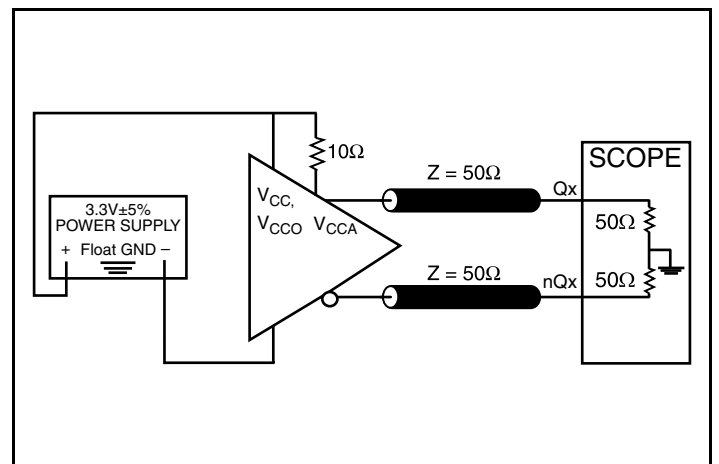 3.3V±5%
POWER SUPPLY
+ Float GND –
10Ω
VCC,
VCCO VCCA
Z = 50Ω
Qx
Z = 50Ω
nQx
SCOPE
50Ω
50Ω